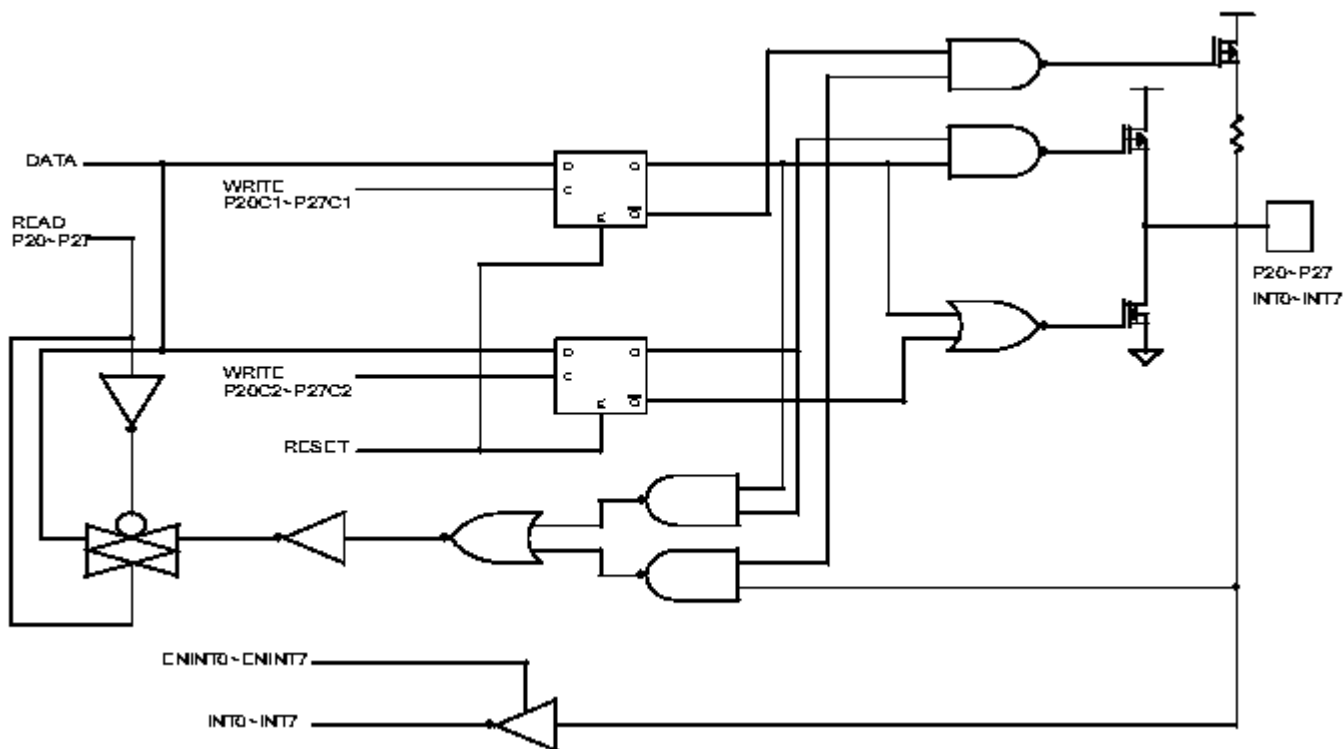 DATA
WRITE
P20C1~P27C1
D
Q
C
R
Q
READ
P20~P27
P20~P27
INT0~INT7
WRITE
P20C2~P27C2
D
Q
C
R
Q
RESET
ENINT0~ENINT7
INT0~INT7